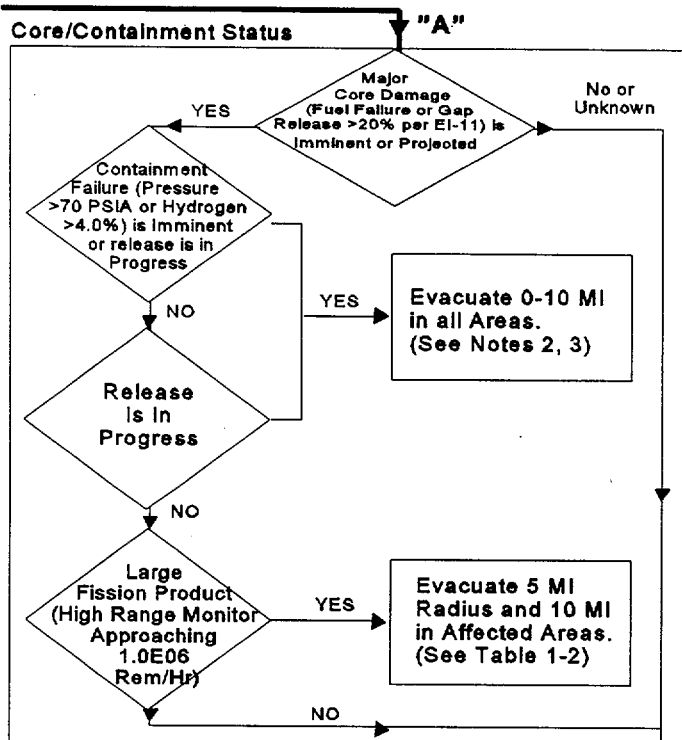 "A"
Core/Containment Status
Major
Core Damage
(Fuel Failure or Gap
Release >20% per EI-11) is
Imminent or Projected
YES
No or
Unknown
Containment
Failure (Pressure
>70 PSIA or Hydrogen
>4.0%) is Imminent
or release is in
Progress
YES
NO
Evacuate 0-10 MI
in all Areas.
(See Notes 2, 3)
Release
is in
Progress
NO
Large
Fission Product
(High Range Monitor
Approaching
1.0E06
Rem/Hr)
YES
Evacuate 5 MI
Radius and 10 MI
in Affected Areas.
(See Table 1-2)
NO